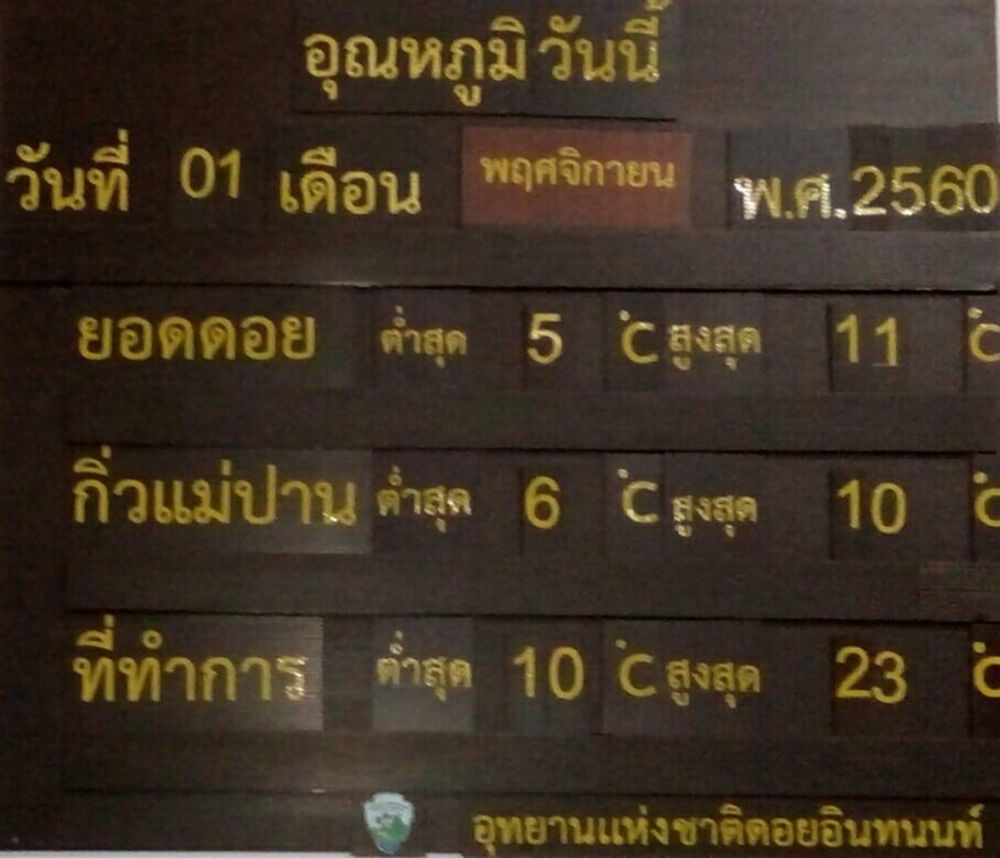 อุณหภูมิ วันนี้
วันที่ 01 เดือน พฤศจิกายน พ.ศ. 2560
ยอดดอย ต่ำสุด 5 °C สูงสุด 11 °C
กิ่วแม่ปาน ต่ำสุด 6 °C สูงสุด 10 °C
ที่ทำการ ต่ำสุด 10 °C สูงสุด 23 °C
อุทยานแห่งชาติดอยอินทนนท์